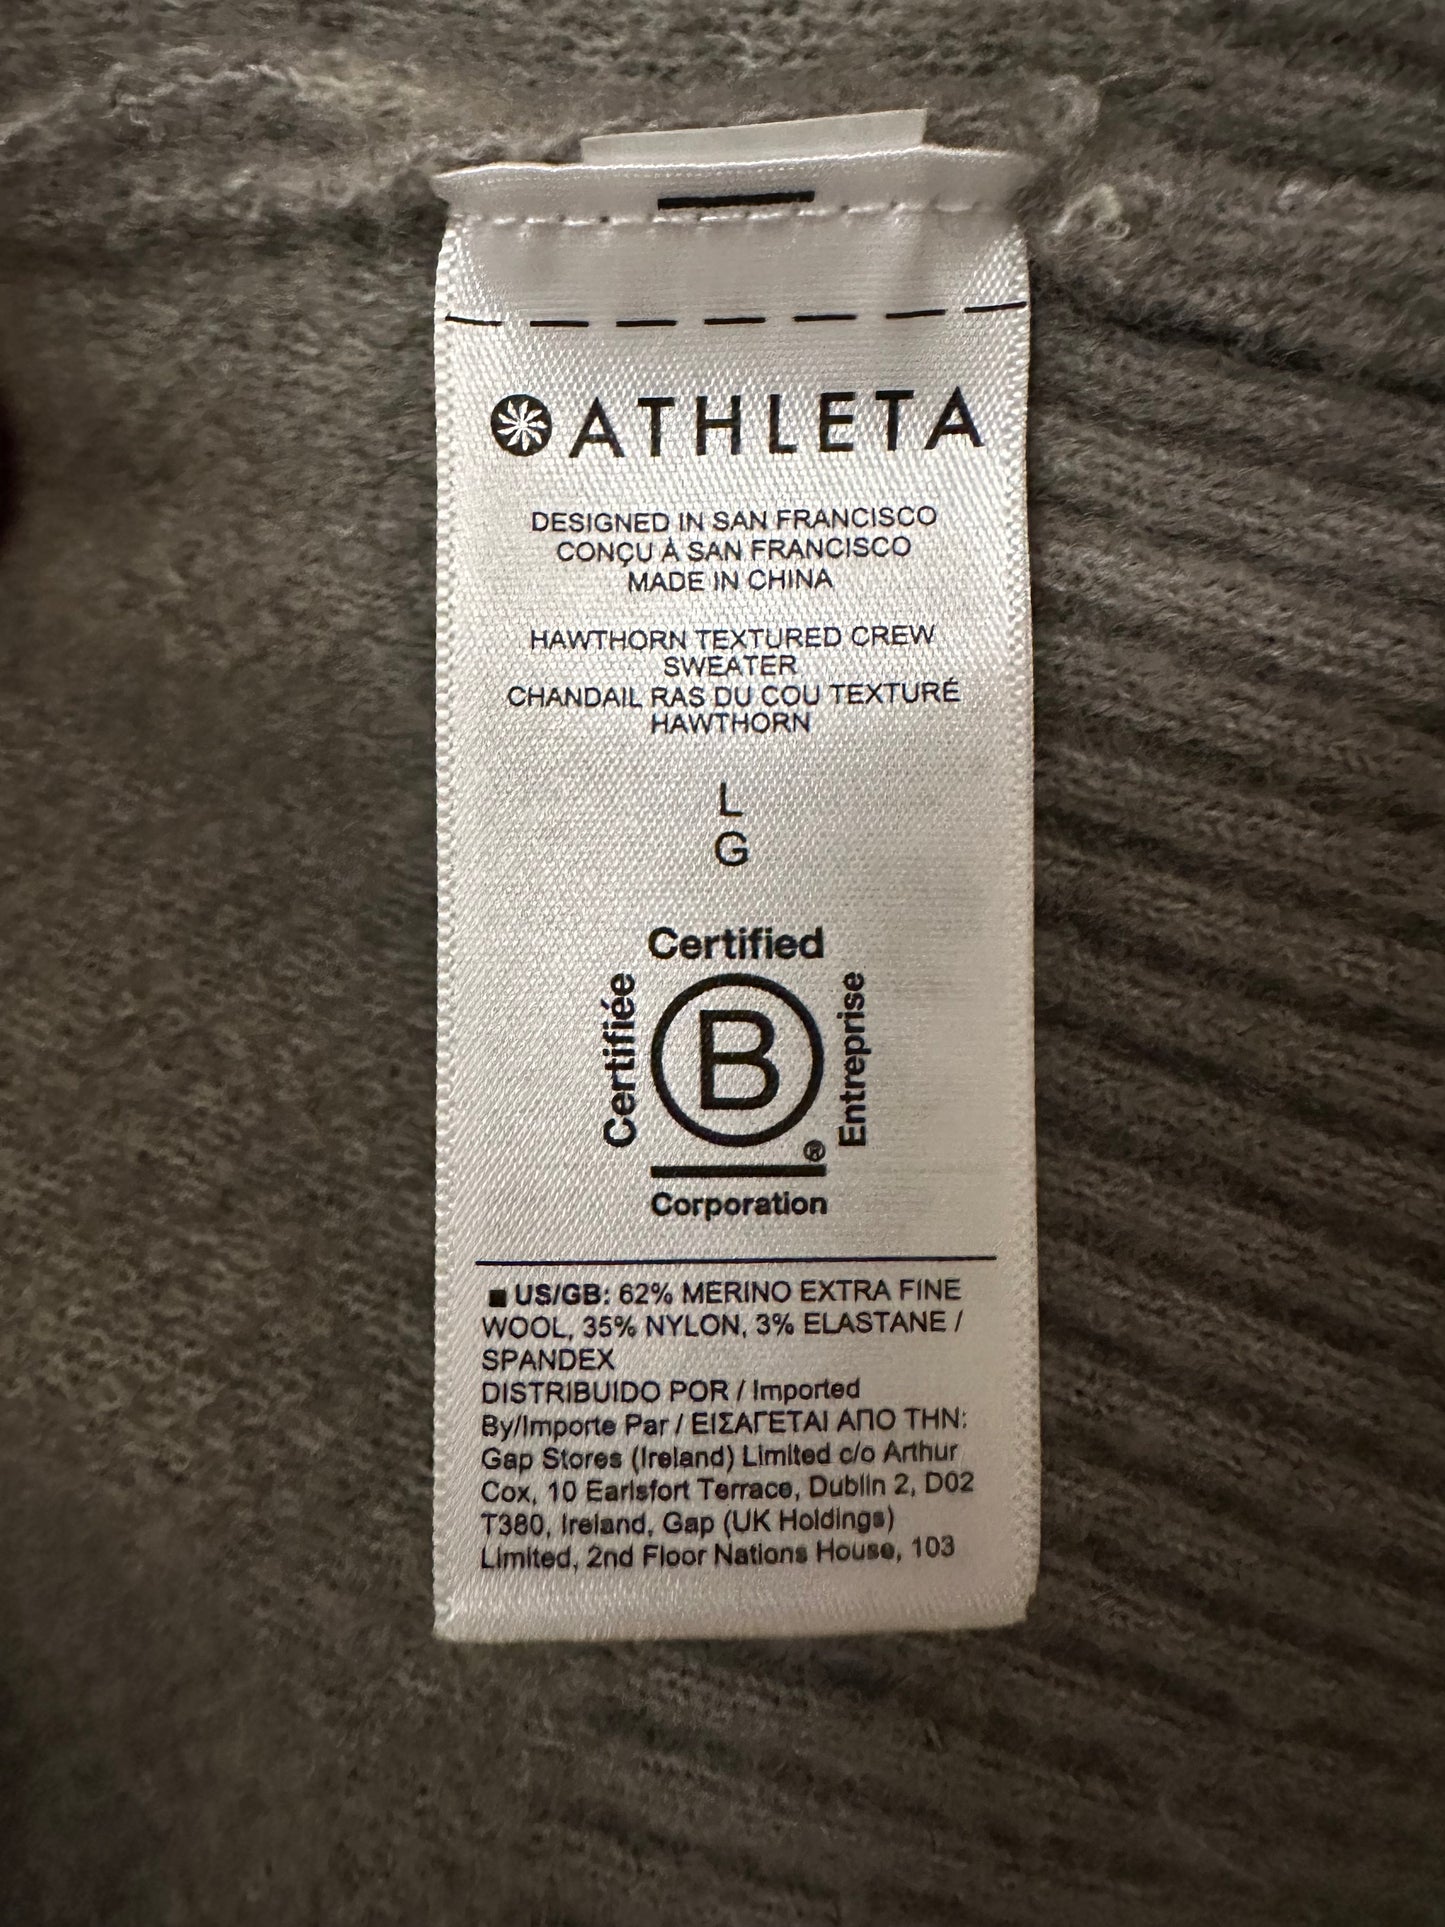 ATHLETA
DESIGNED IN SAN FRANCISCO
CONÇU À SAN FRANCISCO
MADE IN CHINA
HAWTHORN TEXTURED CREW
SWEATER
CHANDAIL RAS DU COU TEXTURÉ
HAWTHORN
L
G
Certified
Certifiée
B
Entreprise
®
Corporation
■ US/GB: 62% MERINO EXTRA FINE
WOOL, 35% NYLON, 3% ELASTANE /
SPANDEX
DISTRIBUIDO POR / Imported
By/Importe Par / ΕΙΣΑΓΕΤΑΙ ΑΠΟ ΤΗΝ:
Gap Stores (Ireland) Limited c/o Arthur
Cox, 10 Earlsfort Terrace, Dublin 2, D02
T380, Ireland, Gap (UK Holdings)
Limited, 2nd Floor Nations House, 103